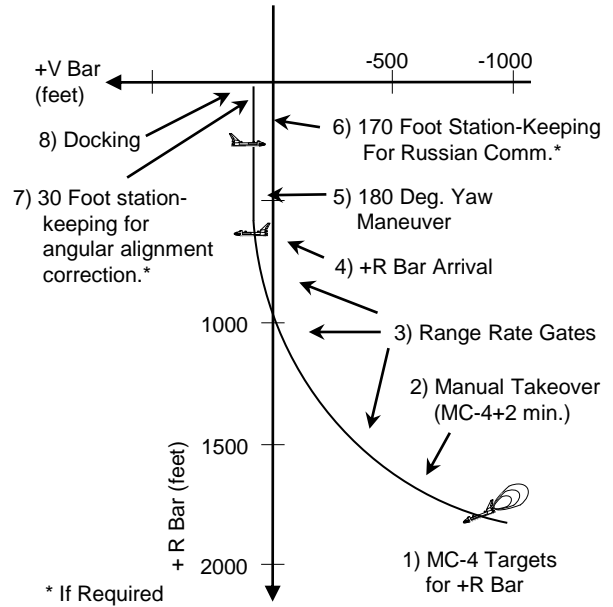 +V Bar
(feet)
-500
-1000
8) Docking
6) 170 Foot Station-Keeping
For Russian Comm.*
7) 30 Foot station-
keeping for
angular alignment
correction.*
5) 180 Deg. Yaw
Maneuver
4) +R Bar Arrival
1000
3) Range Rate Gates
2) Manual Takeover
(MC-4+2 min.)
1500
+ R Bar (feet)
2000
1) MC-4 Targets
for +R Bar
* If Required